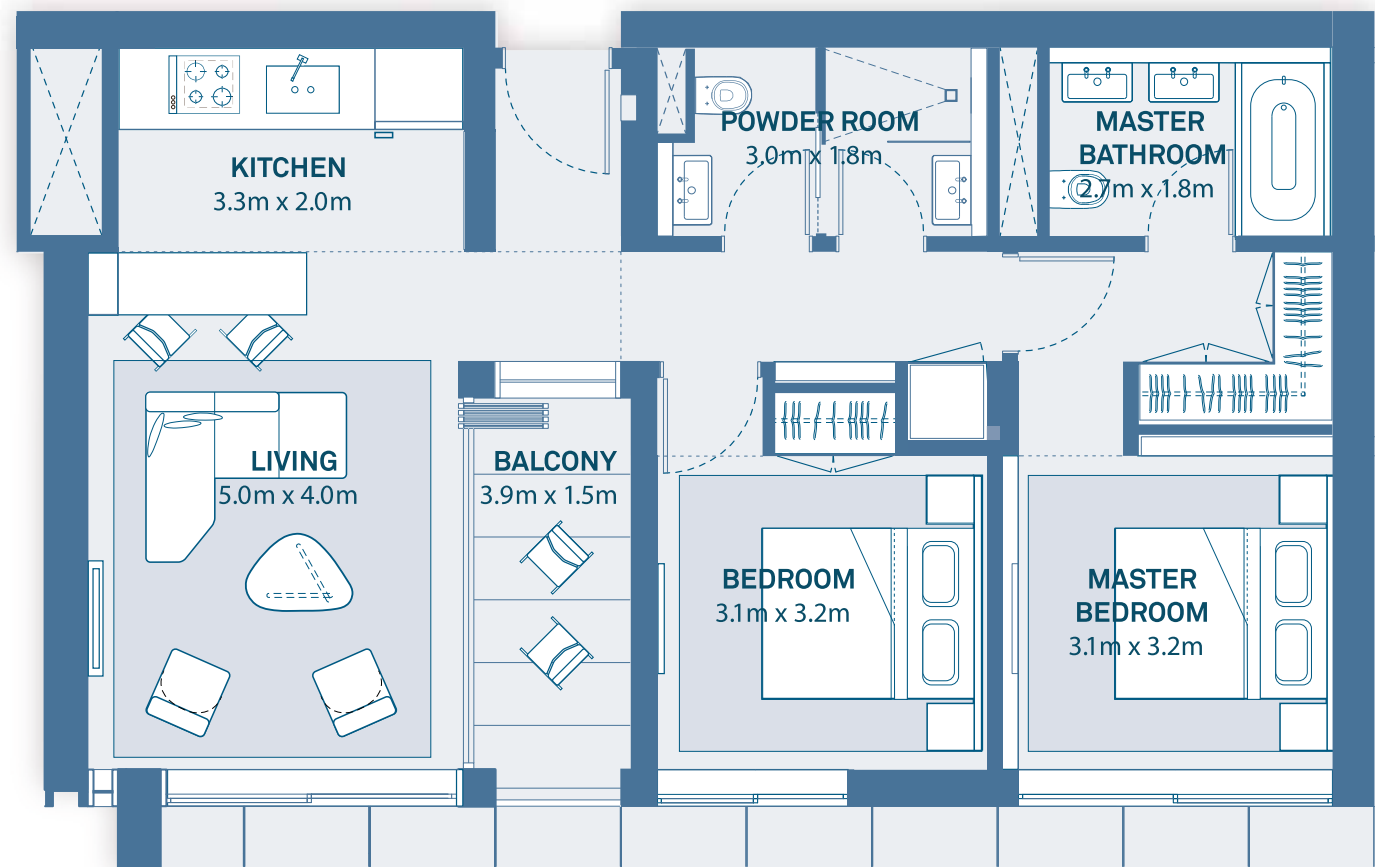 KITCHEN
3.3m x 2.0m
POWDER ROOM
3.0m x 1.8m
MASTER
BATHROOM
2.7m x 1.8m
LIVING
5.0m x 4.0m
BALCONY
3.9m x 1.5m
BEDROOM
3.1m x 3.2m
MASTER
BEDROOM
3.1m x 3.2m